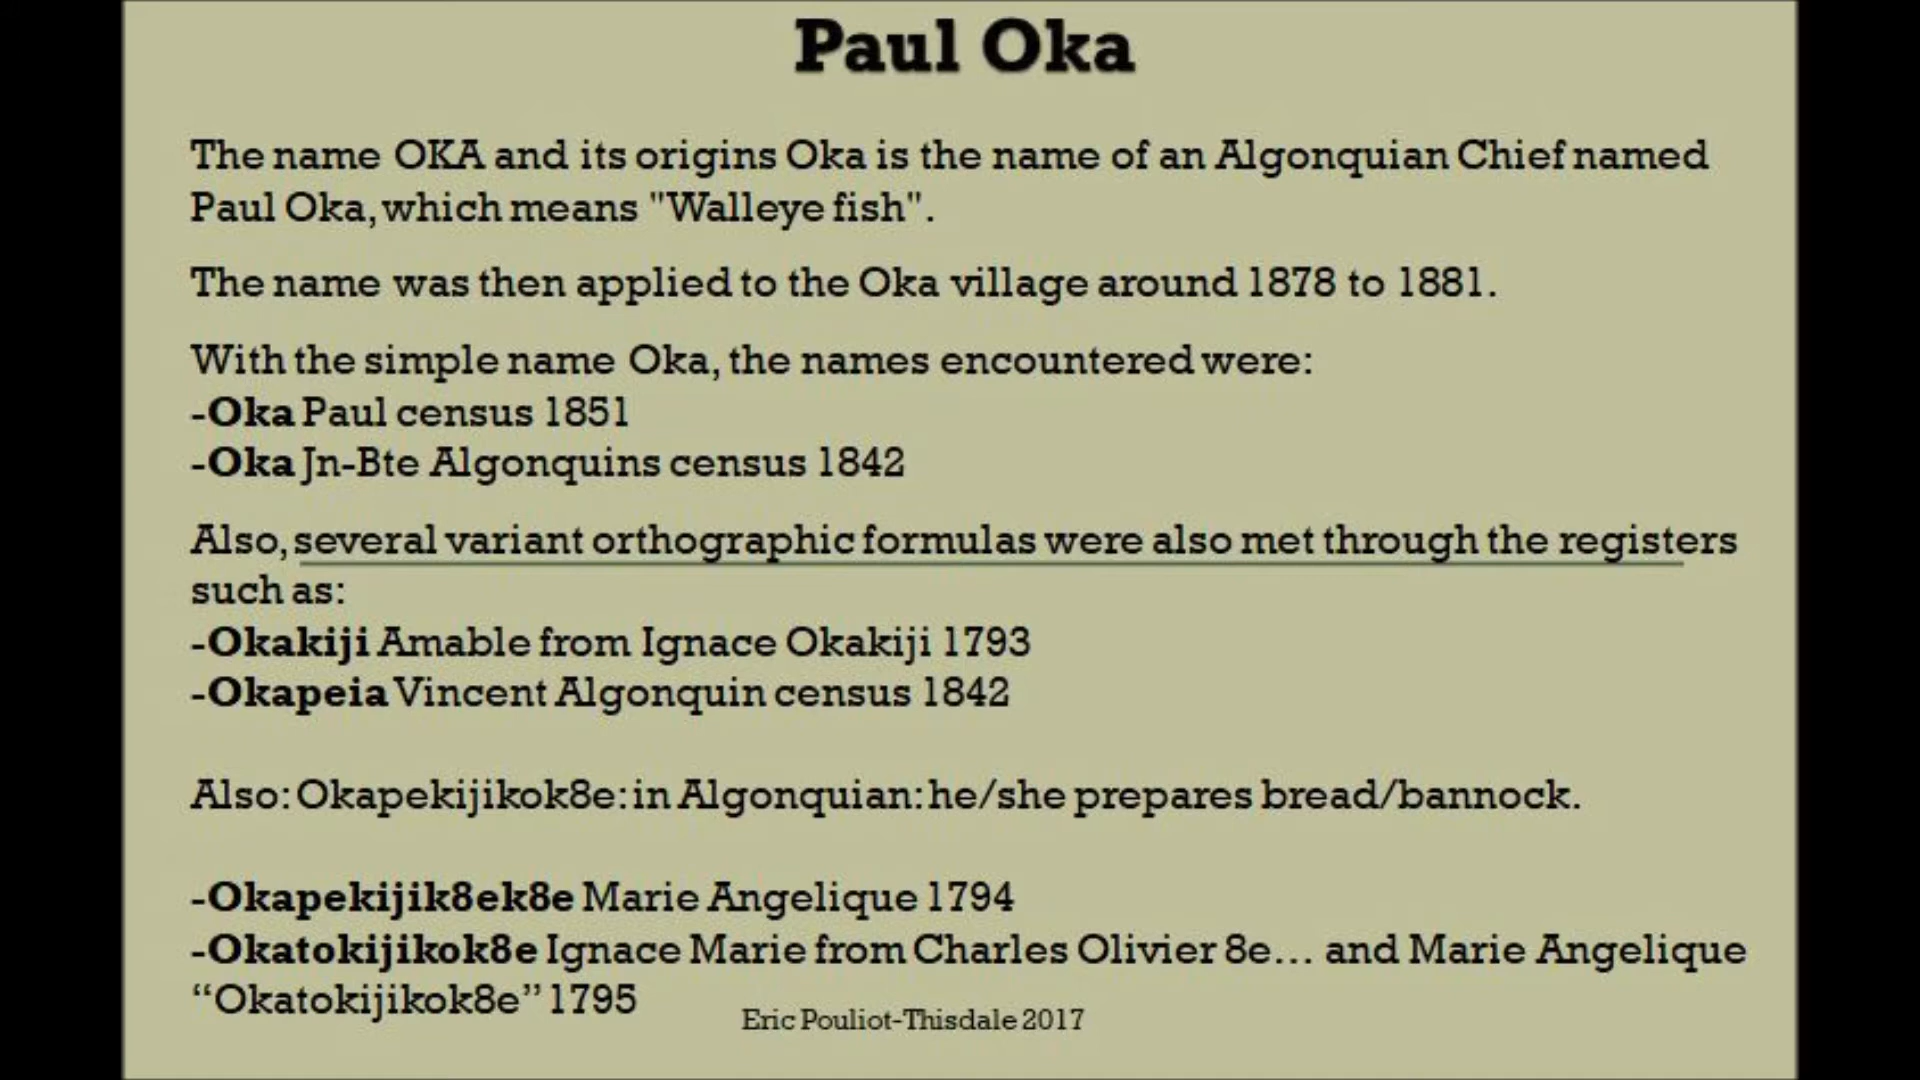 Paul Oka
The name OKA and its origins Oka is the name of an Algonquian Chief named
Paul Oka, which means "Walleye fish".
The name was then applied to the Oka village around 1878 to 1881.
With the simple name Oka, the names encountered were:
-Oka Paul census 1851
-Oka Jn-Bte Algonquins census 1842
Also, several variant orthographic formulas were also met through the registers
such as:
-Okakiji Amable from Ignace Okakiji 1793
-Okapeia Vincent Algonquin census 1842
Also: Okapekijikok8e: in Algonquian: he/she prepares bread/bannock.
-Okapekijik8ek8e Marie Angelique 1794
-Okatokijikok8e Ignace Marie from Charles Olivier 8e... and Marie Angelique
“Okatokijikok8e” 1795
Eric Pouliot-Thisdale 2017